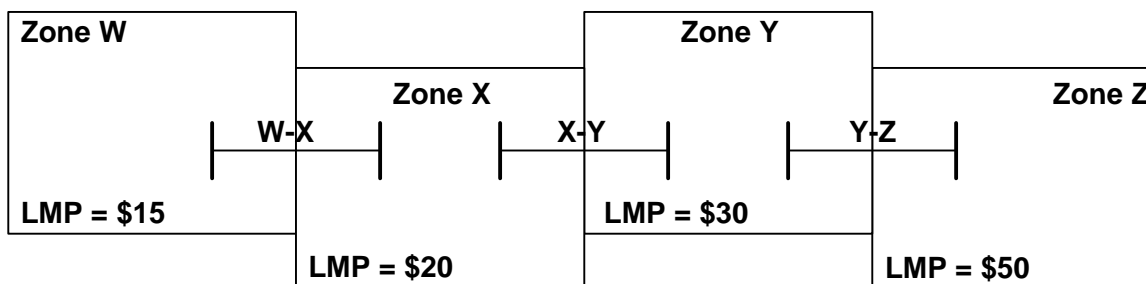 Zone W
Zone Y
Zone X
Zone Z
W-X
X-Y
Y-Z
LMP = $15
LMP = $30
LMP = $20
LMP = $50